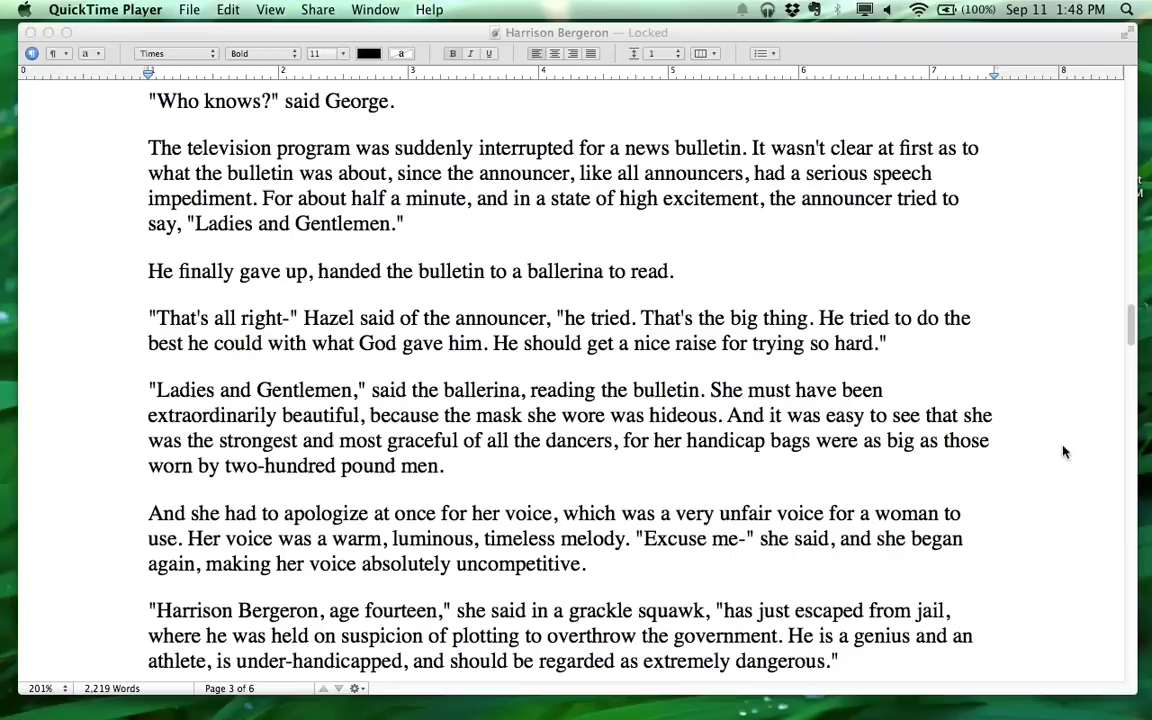 QuickTime Player File Edit View Share Window Help (100%) Sep 11 1:48 PM
Harrison Bergeron — Locked
¶ a Times Bold 11 a B I U 1
0 1 2 3 4 5 6 7 8
"Who knows?" said George.
The television program was suddenly interrupted for a news bulletin. It wasn't clear at first as to
what the bulletin was about, since the announcer, like all announcers, had a serious speech
impediment. For about half a minute, and in a state of high excitement, the announcer tried to
say, "Ladies and Gentlemen."
He finally gave up, handed the bulletin to a ballerina to read.
"That's all right-" Hazel said of the announcer, "he tried. That's the big thing. He tried to do the
best he could with what God gave him. He should get a nice raise for trying so hard."
"Ladies and Gentlemen," said the ballerina, reading the bulletin. She must have been
extraordinarily beautiful, because the mask she wore was hideous. And it was easy to see that she
was the strongest and most graceful of all the dancers, for her handicap bags were as big as those
worn by two-hundred pound men.
And she had to apologize at once for her voice, which was a very unfair voice for a woman to
use. Her voice was a warm, luminous, timeless melody. "Excuse me-" she said, and she began
again, making her voice absolutely uncompetitive.
"Harrison Bergeron, age fourteen," she said in a grackle squawk, "has just escaped from jail,
where he was held on suspicion of plotting to overthrow the government. He is a genius and an
athlete, is under-handicapped, and should be regarded as extremely dangerous."
201% 2,219 Words Page 3 of 6